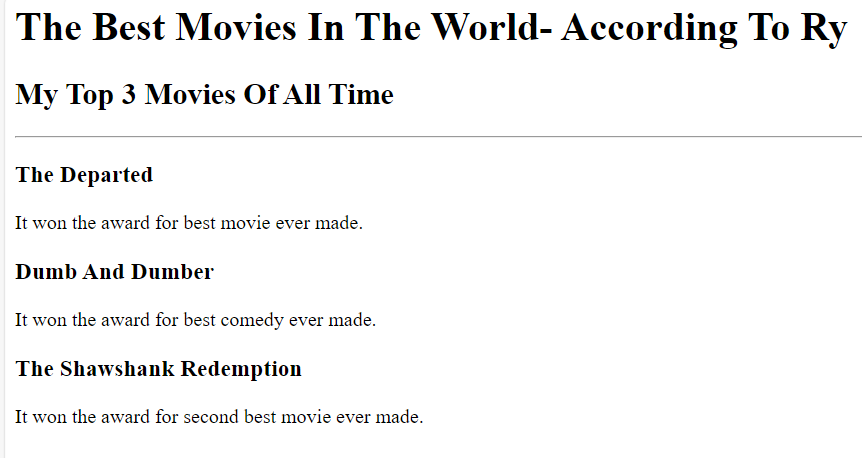 The Best Movies In The World- According To Ry
My Top 3 Movies Of All Time
The Departed
It won the award for best movie ever made.
Dumb And Dumber
It won the award for best comedy ever made.
The Shawshank Redemption
It won the award for second best movie ever made.